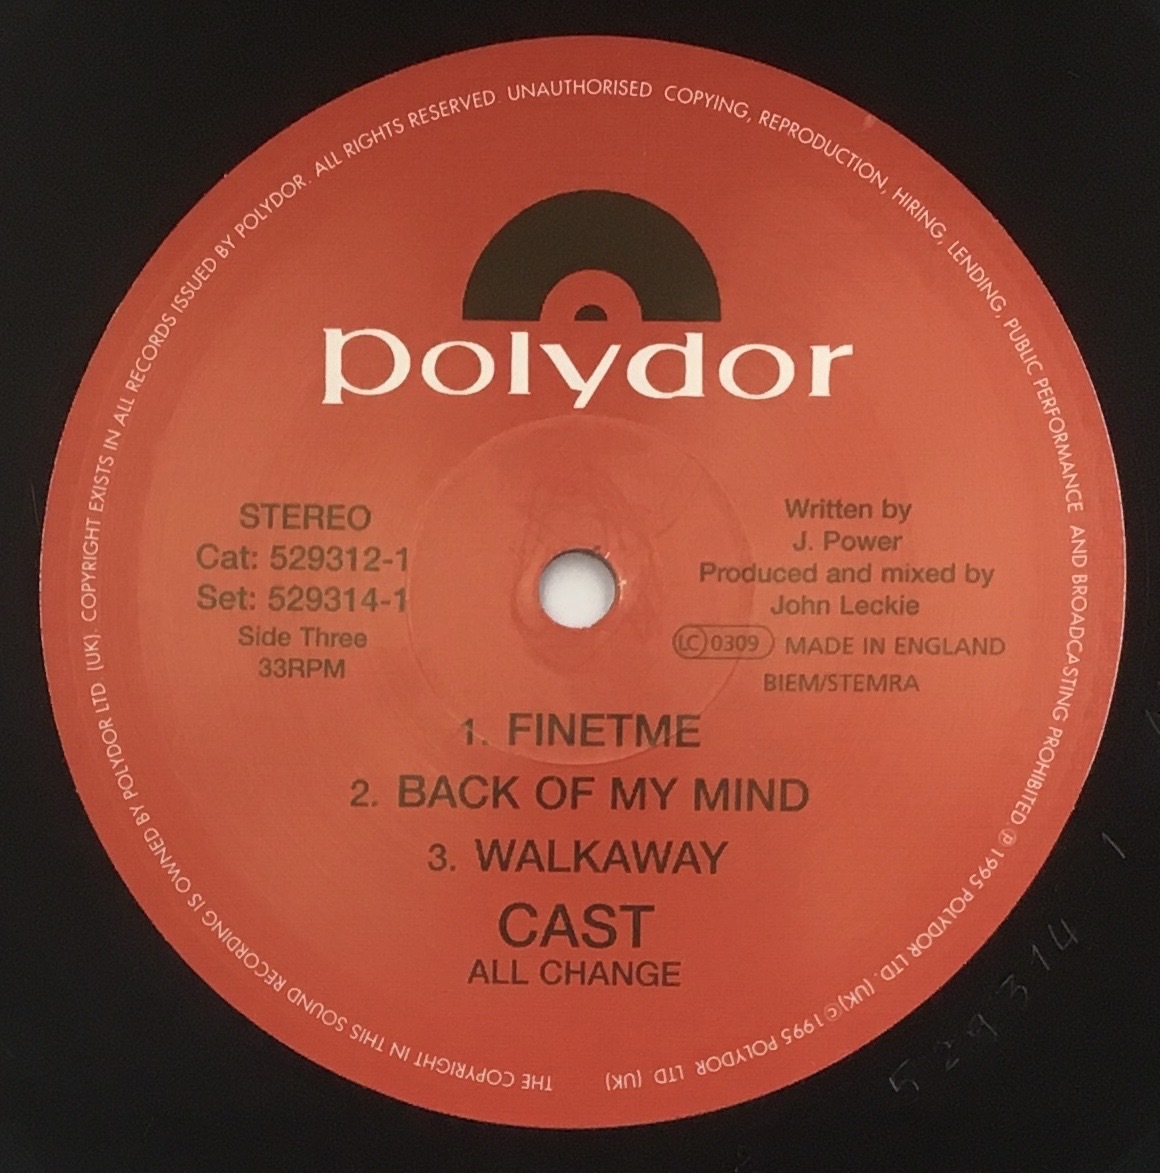 THE COPYRIGHT IN THIS SOUND RECORDING IS OWNED BY POLYDOR LTD (UK). COPYRIGHT EXISTS IN ALL RECORDS ISSUED BY POLYDOR. ALL RIGHTS RESERVED. UNAUTHORISED COPYING, REPRODUCTION, HIRING, LENDING, PUBLIC PERFORMANCE AND BROADCASTING PROHIBITED ℗ 1995 POLYDOR LTD. (UK) © 1995 POLYDOR LTD (UK)
polydor
STEREO
Cat: 529312-1
Set: 529314-1
Side Three
33RPM
Written by
J. Power
Produced and mixed by
John Leckie
LC 0309 MADE IN ENGLAND
BIEM/STEMRA
1. FINETME
2. BACK OF MY MIND
3. WALKAWAY
CAST
ALL CHANGE
529314 1